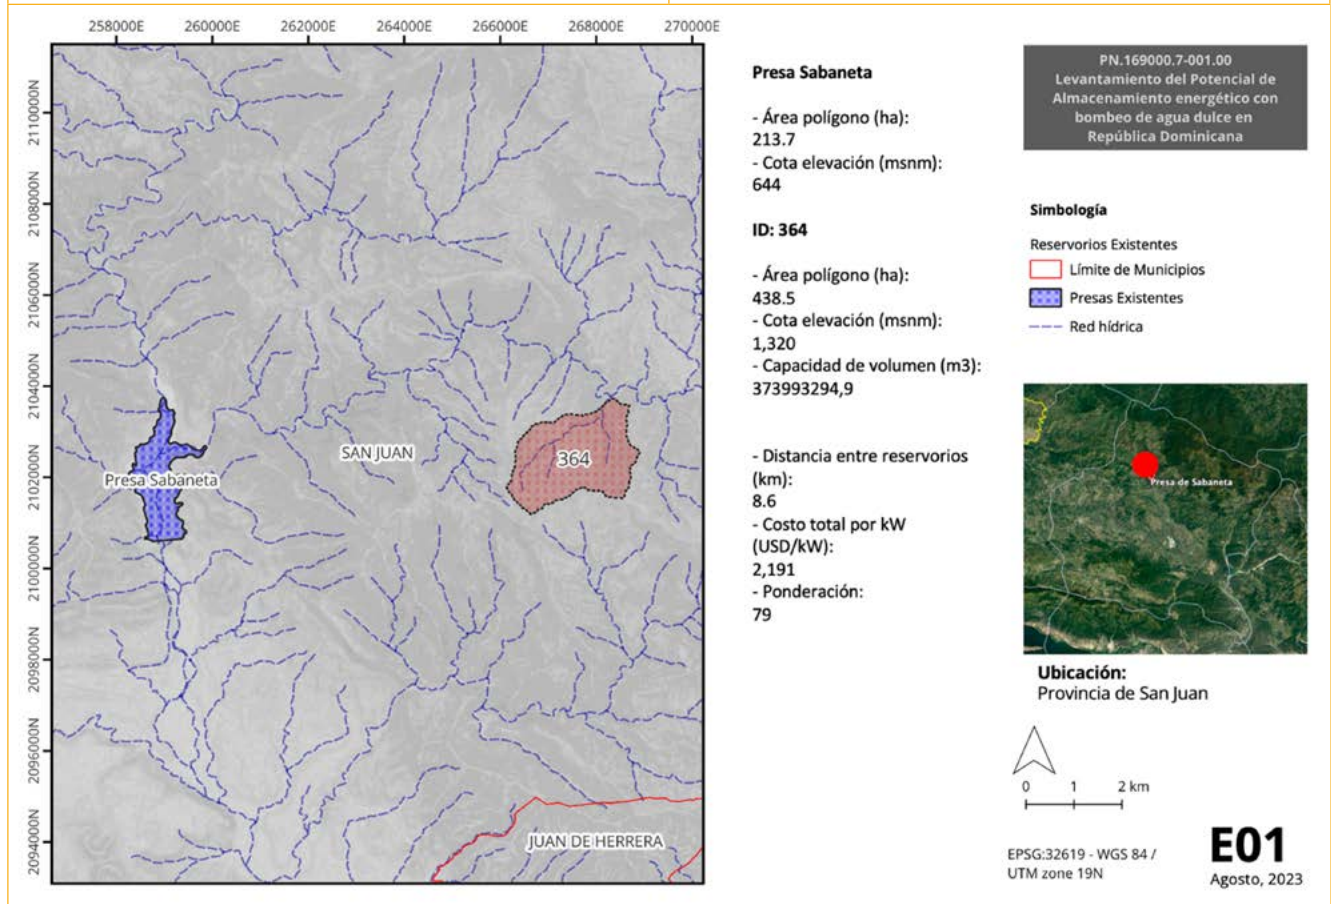 258000E 260000E 262000E 264000E 266000E 268000E 270000E
2110000N
2108000N
2106000N
2104000N
2102000N
2100000N
2098000N
2096000N
2094000N
SAN JUAN
364
Presa Sabaneta
JUAN DE HERRERA
Presa Sabaneta
- Área polígono (ha):
213.7
- Cota elevación (msnm):
644
ID: 364
- Área polígono (ha):
438.5
- Cota elevación (msnm):
1,320
- Capacidad de volumen (m3):
373993294,9
- Distancia entre reservorios
(km):
8.6
- Costo total por kW
(USD/kW):
2,191
- Ponderación:
79
PN.169000.7-001.00
Levantamiento del Potencial de
Almacenamiento energético con
bombeo de agua dulce en
República Dominicana
Simbología
Reservorios Existentes
Límite de Municipios
Presas Existentes
Red hídrica
Presa de Sabaneta
Ubicación:
Provincia de San Juan
0 1 2 km
EPSG:32619 - WGS 84 /
UTM zone 19N
E01
Agosto, 2023